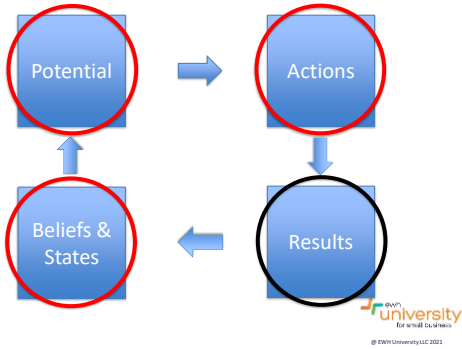 Potential
Actions
Beliefs &
States
Results
ewh
university
for small business
@ EWH University LLC 2021